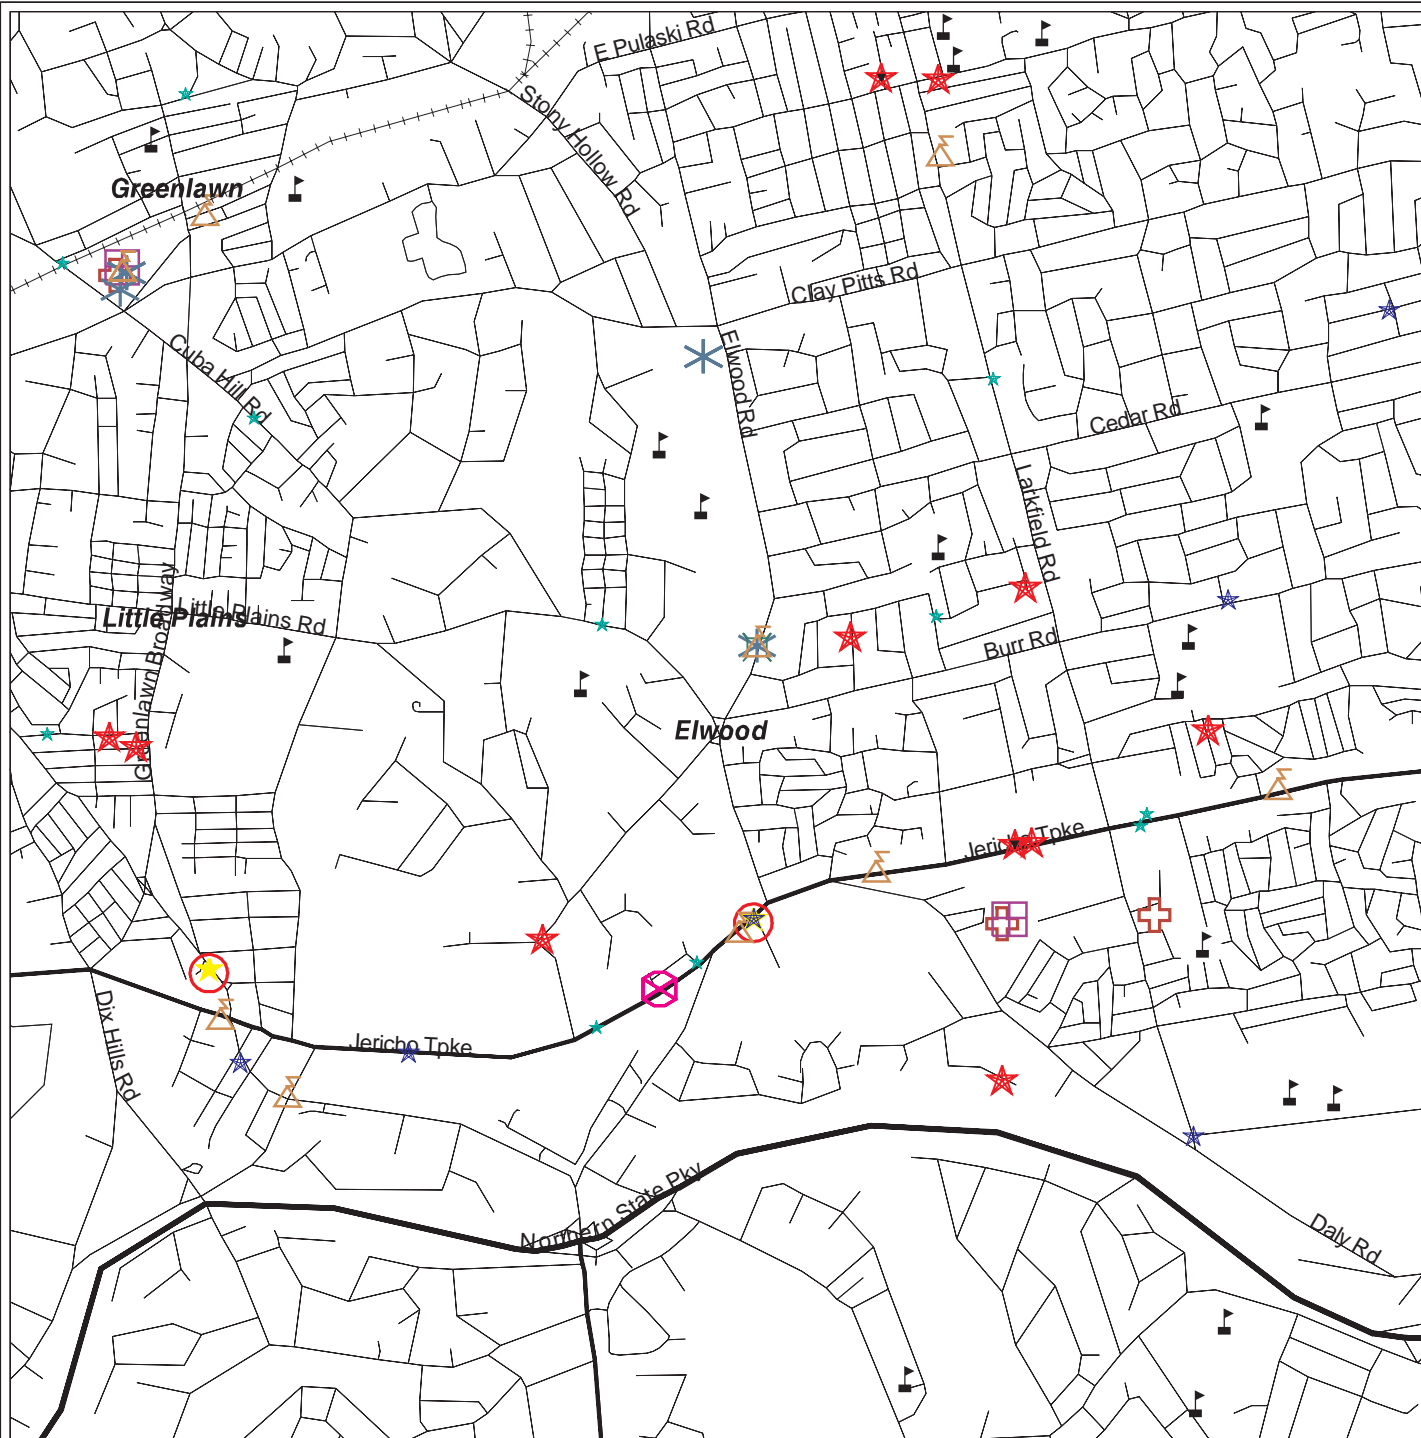 E Pulaski Rd
Stony Hollow Rd
Greenlawn
Clay Pitts Rd
Elwood Rd
Cuba Hill Rd
Cedar Rd
Larkfield Rd
Greenlawn Broadway
Little Plains
Little Plains Rd
Burr Rd
Elwood
Jericho Tpke
Jericho Tpke
Dix Hills Rd
Northern State Pky
Daly Rd